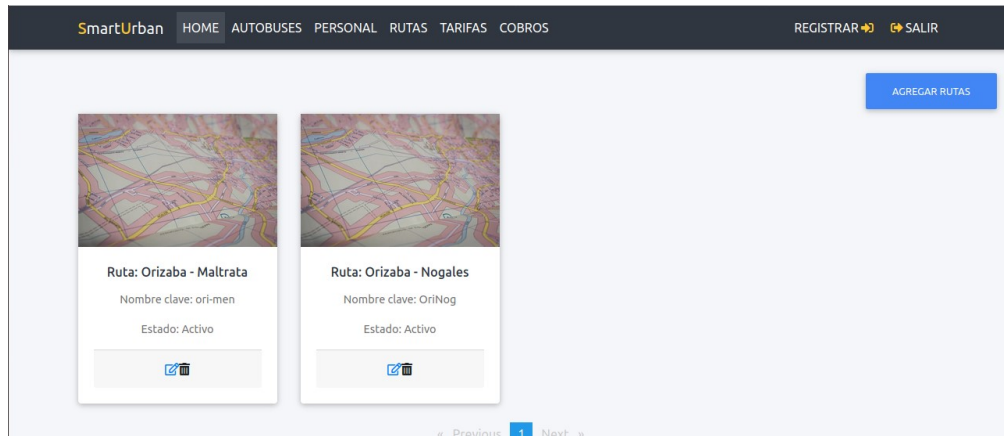 SmartUrban HOME AUTOBUSES PERSONAL RUTAS TARIFAS COBROS REGISTRAR SALIR
AGREGAR RUTAS
Ruta: Orizaba - Maltrata
Nombre clave: ori-men
Estado: Activo
Ruta: Orizaba - Nogales
Nombre clave: OriNog
Estado: Activo
« Previous 1 Next »